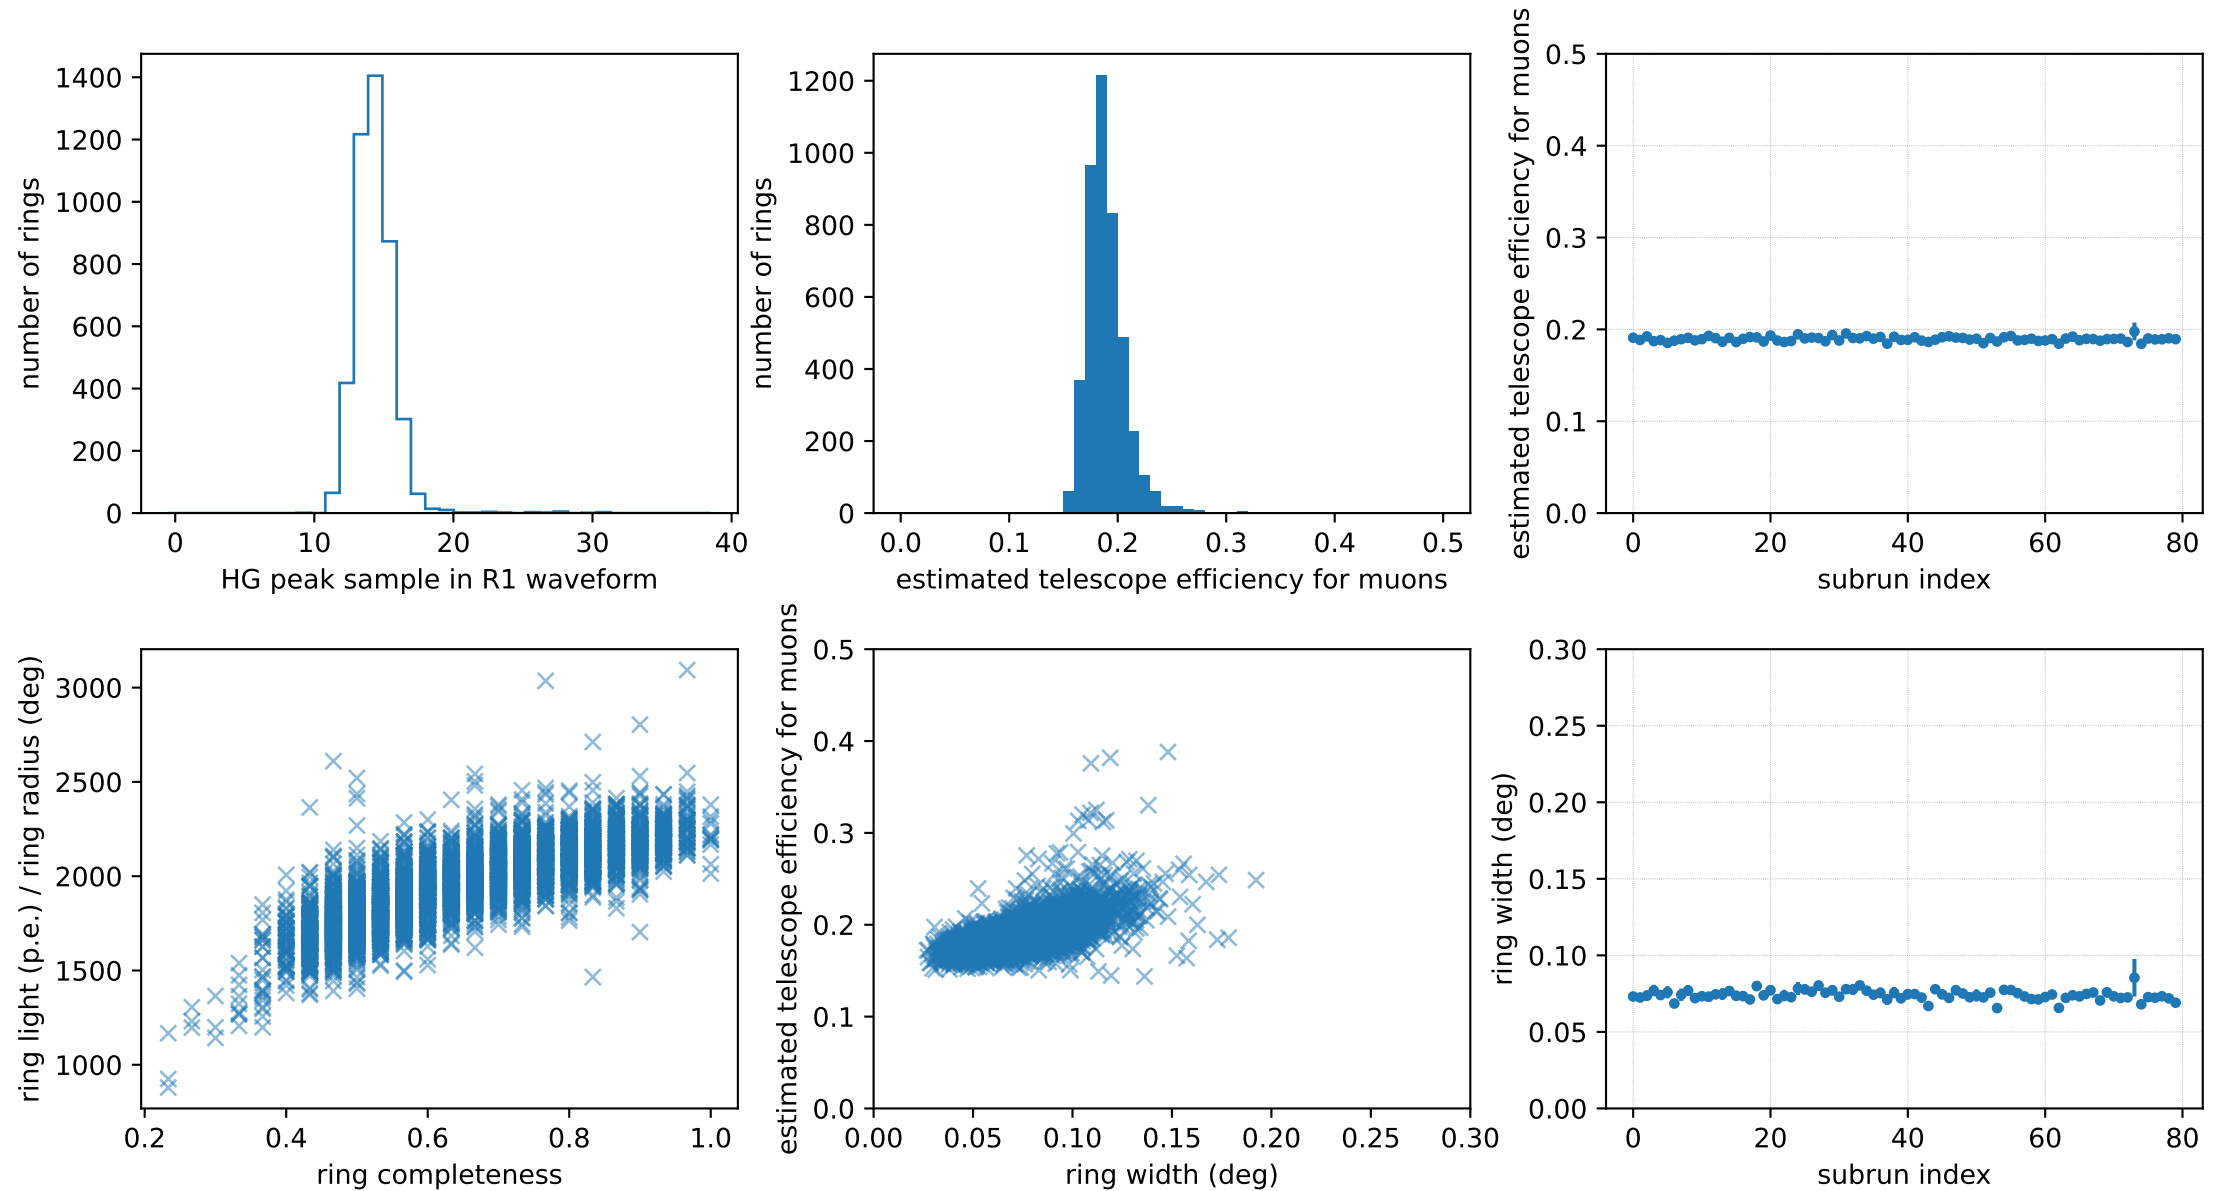 1400
1200
1000
800
600
400
200
0
number of rings
0 10 20 30 40
HG peak sample in R1 waveform
1200
1000
800
600
400
200
0
number of rings
0.0 0.1 0.2 0.3 0.4 0.5
estimated telescope efficiency for muons
0.5
0.4
0.3
0.2
0.1
0.0
estimated telescope efficiency for muons
0 20 40 60 80
subrun index
3000
2500
2000
1500
1000
ring light (p.e.) / ring radius (deg)
0.2 0.4 0.6 0.8 1.0
ring completeness
0.5
0.4
0.3
0.2
0.1
0.0
estimated telescope efficiency for muons
0.00 0.05 0.10 0.15 0.20 0.25 0.30
ring width (deg)
0.30
0.25
0.20
0.15
0.10
0.05
0.00
ring width (deg)
0 20 40 60 80
subrun index